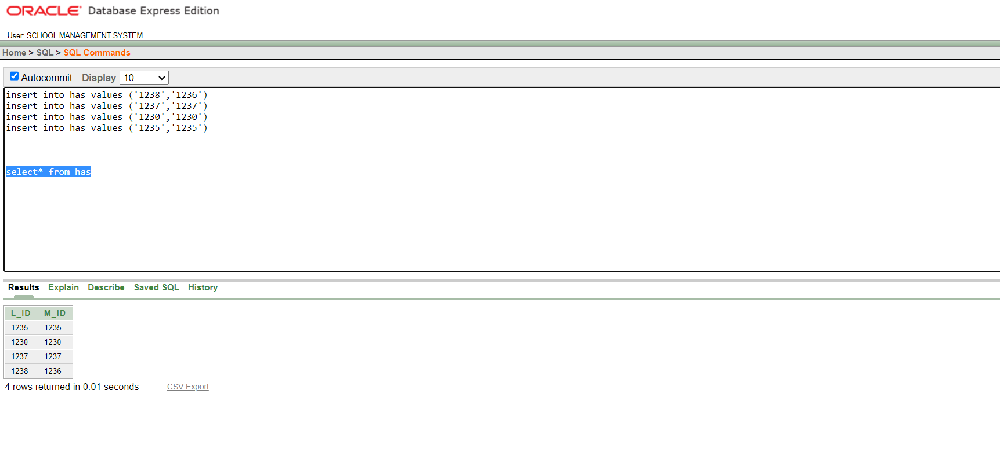 ORACLE Database Express Edition
User: SCHOOL MANAGEMENT SYSTEM
Home > SQL > SQL Commands
Autocommit Display 10
insert into has values ('1238','1236')
insert into has values ('1237','1237')
insert into has values ('1230','1230')
insert into has values ('1235','1235')
select* from has
Results Explain Describe Saved SQL History
L_ID M_ID
1235 1235
1230 1230
1237 1237
1238 1236
4 rows returned in 0.01 seconds CSV Export